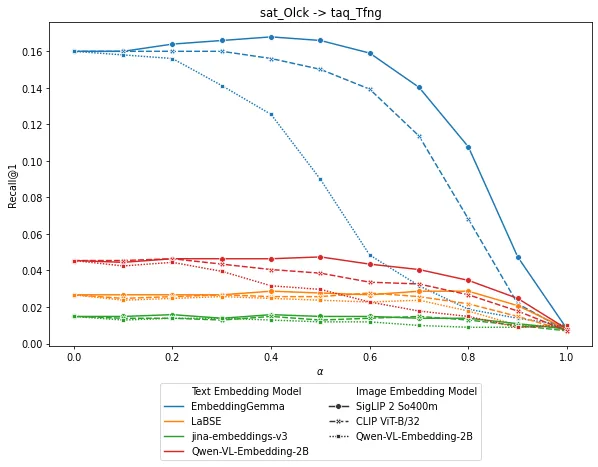 sat_Olck -> taq_Tfng
Recall@1
0.16
0.14
0.12
0.10
0.08
0.06
0.04
0.02
0.00
0.0 0.2 0.4 0.6 0.8 1.0
α
Text Embedding Model Image Embedding Model
EmbeddingGemma SigLIP 2 So400m
LaBSE CLIP ViT-B/32
jina-embeddings-v3 Qwen-VL-Embedding-2B
Qwen-VL-Embedding-2B